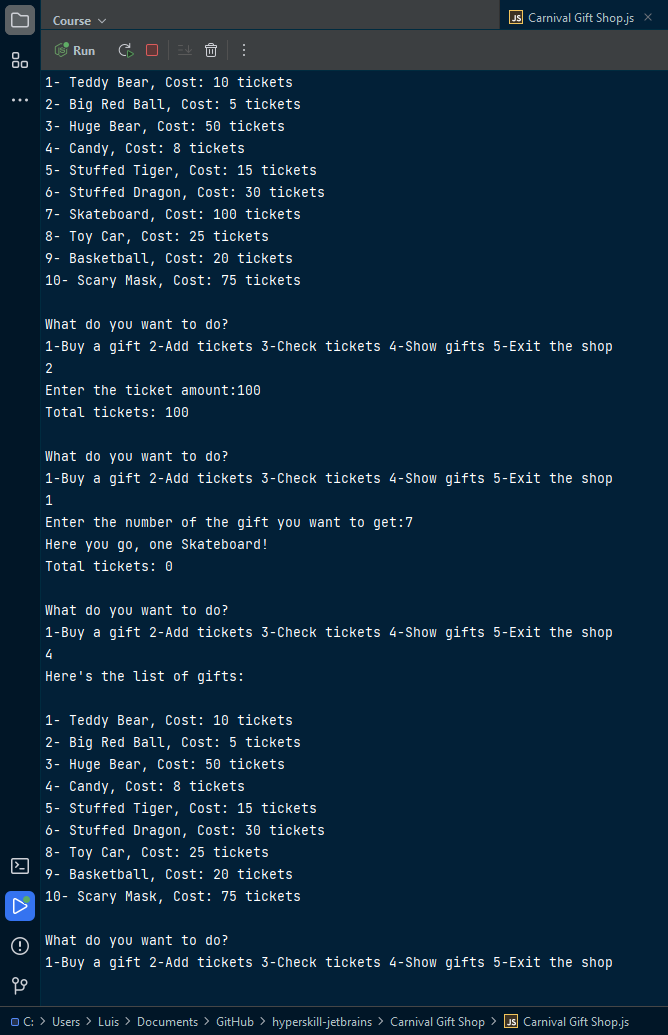 Course
JS Carnival Gift Shop.js
Run
1- Teddy Bear, Cost: 10 tickets
2- Big Red Ball, Cost: 5 tickets
3- Huge Bear, Cost: 50 tickets
4- Candy, Cost: 8 tickets
5- Stuffed Tiger, Cost: 15 tickets
6- Stuffed Dragon, Cost: 30 tickets
7- Skateboard, Cost: 100 tickets
8- Toy Car, Cost: 25 tickets
9- Basketball, Cost: 20 tickets
10- Scary Mask, Cost: 75 tickets
What do you want to do?
1-Buy a gift 2-Add tickets 3-Check tickets 4-Show gifts 5-Exit the shop
2
Enter the ticket amount:100
Total tickets: 100
What do you want to do?
1-Buy a gift 2-Add tickets 3-Check tickets 4-Show gifts 5-Exit the shop
1
Enter the number of the gift you want to get:7
Here you go, one Skateboard!
Total tickets: 0
What do you want to do?
1-Buy a gift 2-Add tickets 3-Check tickets 4-Show gifts 5-Exit the shop
4
Here's the list of gifts:
1- Teddy Bear, Cost: 10 tickets
2- Big Red Ball, Cost: 5 tickets
3- Huge Bear, Cost: 50 tickets
4- Candy, Cost: 8 tickets
5- Stuffed Tiger, Cost: 15 tickets
6- Stuffed Dragon, Cost: 30 tickets
8- Toy Car, Cost: 25 tickets
9- Basketball, Cost: 20 tickets
10- Scary Mask, Cost: 75 tickets
What do you want to do?
1-Buy a gift 2-Add tickets 3-Check tickets 4-Show gifts 5-Exit the shop
C: > Users > Luis > Documents > GitHub > hyperskill-jetbrains > Carnival Gift Shop > JS Carnival Gift Shop.js